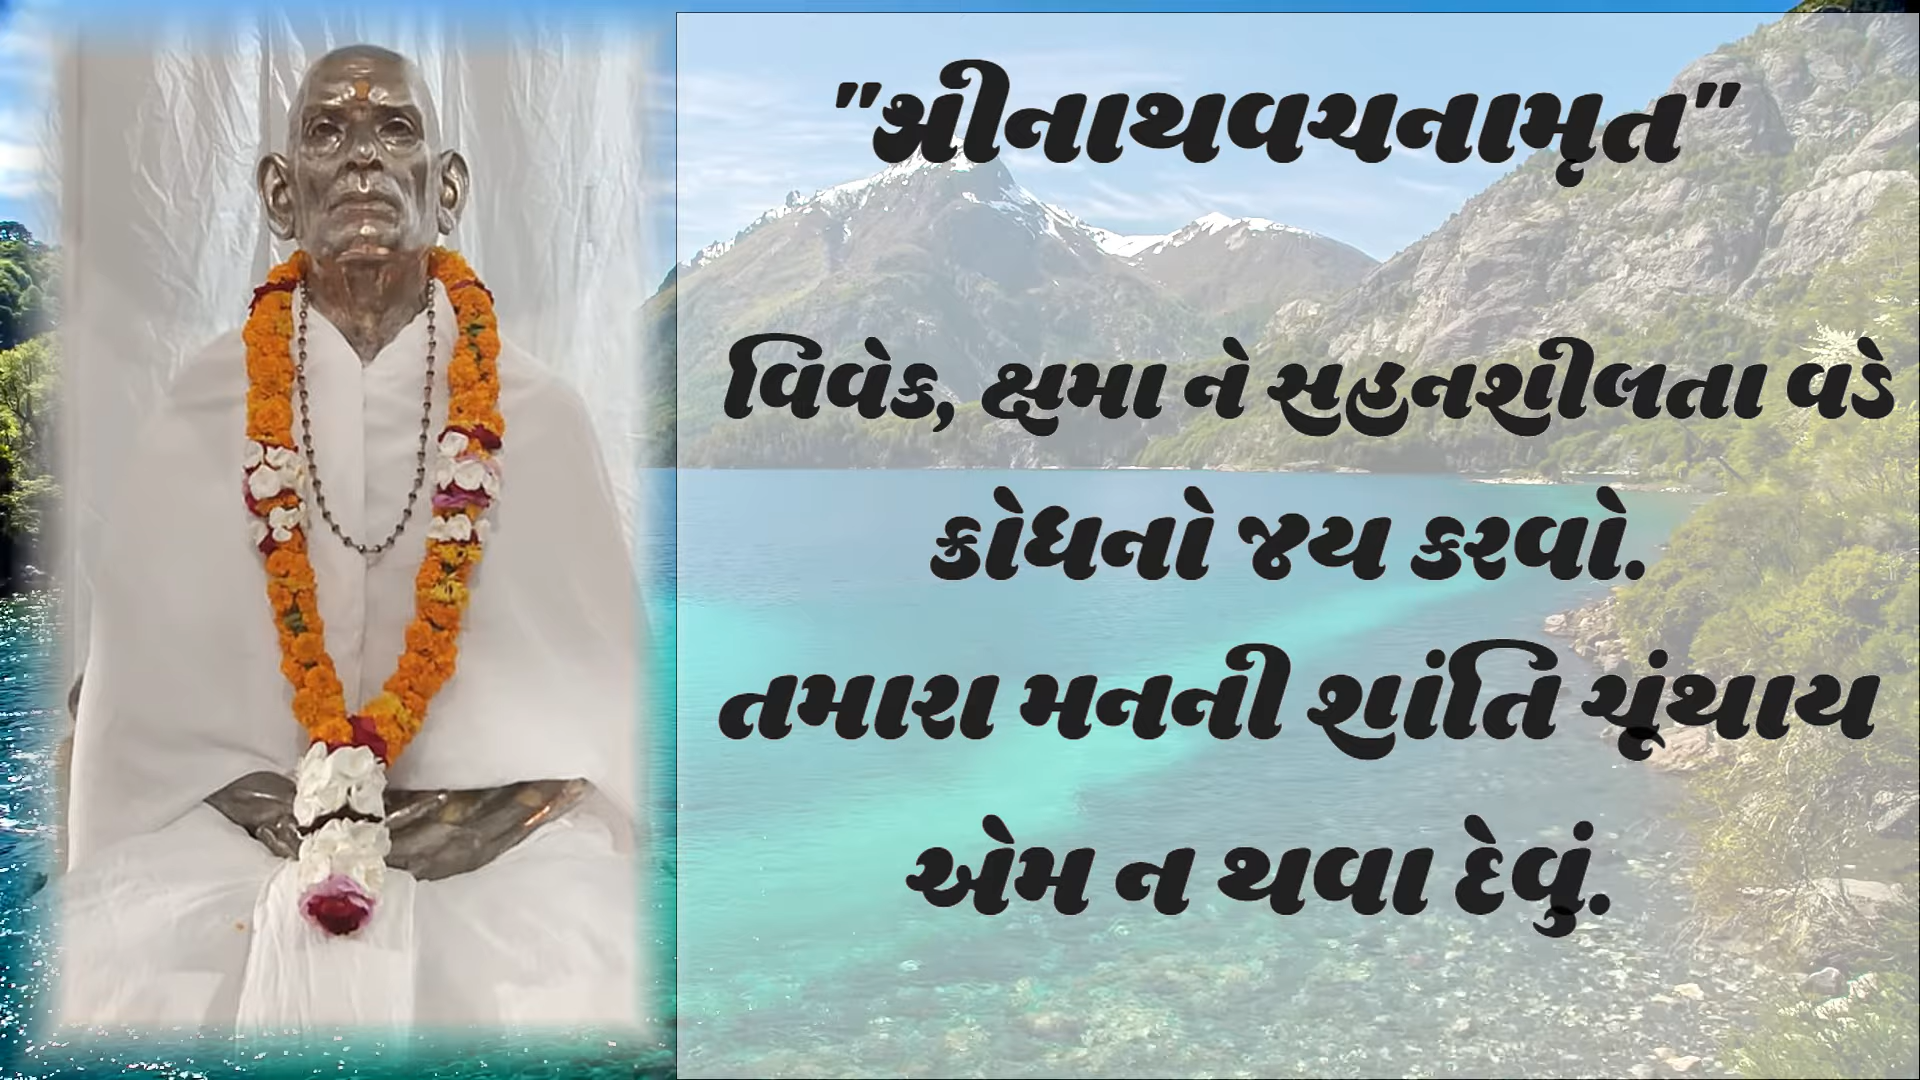 "શ્રીનાથવચનામૃત"
વિવેક, ક્ષમા ને સહનશીલતા વડે
ક્રોધનો જય કરવો.
તમારા મનની શાંતિ ચૂંથાય
એમ ન થવા દેવું.